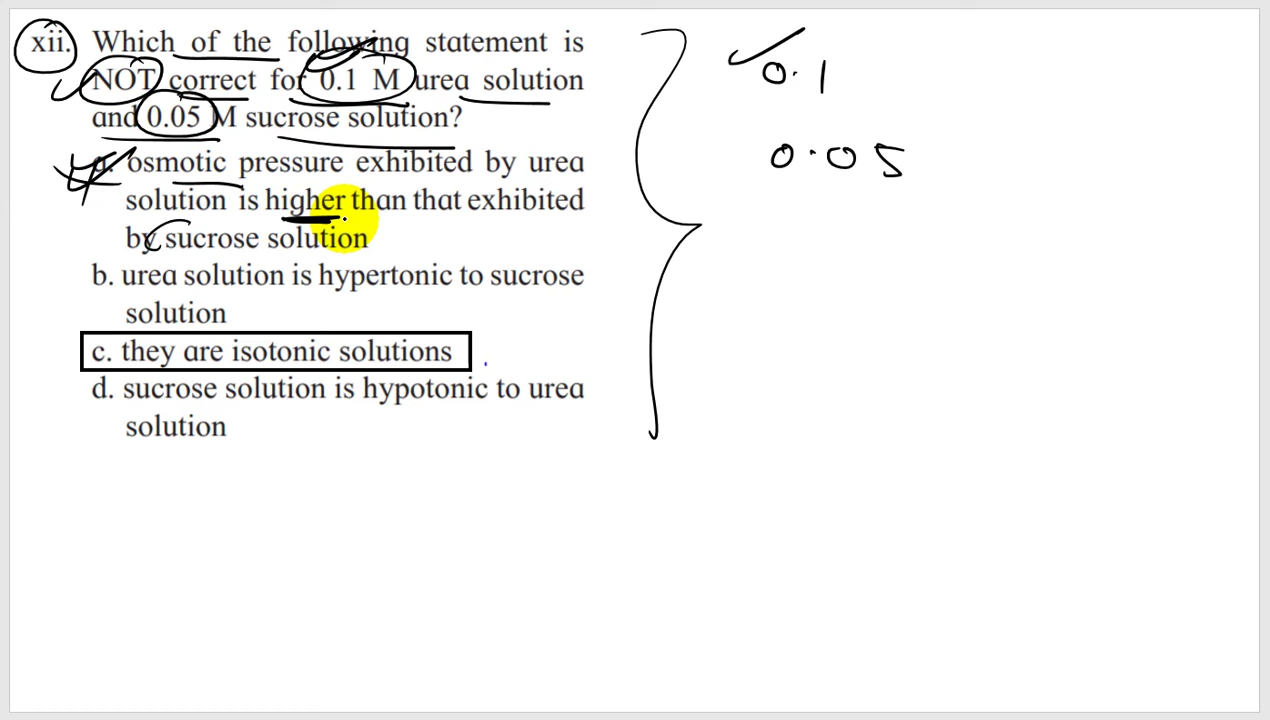 xii. Which of the following statement is
NOT correct for 0.1 M urea solution
and 0.05 M sucrose solution?
a. osmotic pressure exhibited by urea
solution is higher than that exhibited
by sucrose solution
b. urea solution is hypertonic to sucrose
solution
c. they are isotonic solutions
d. sucrose solution is hypotonic to urea
solution
0.1
0.05